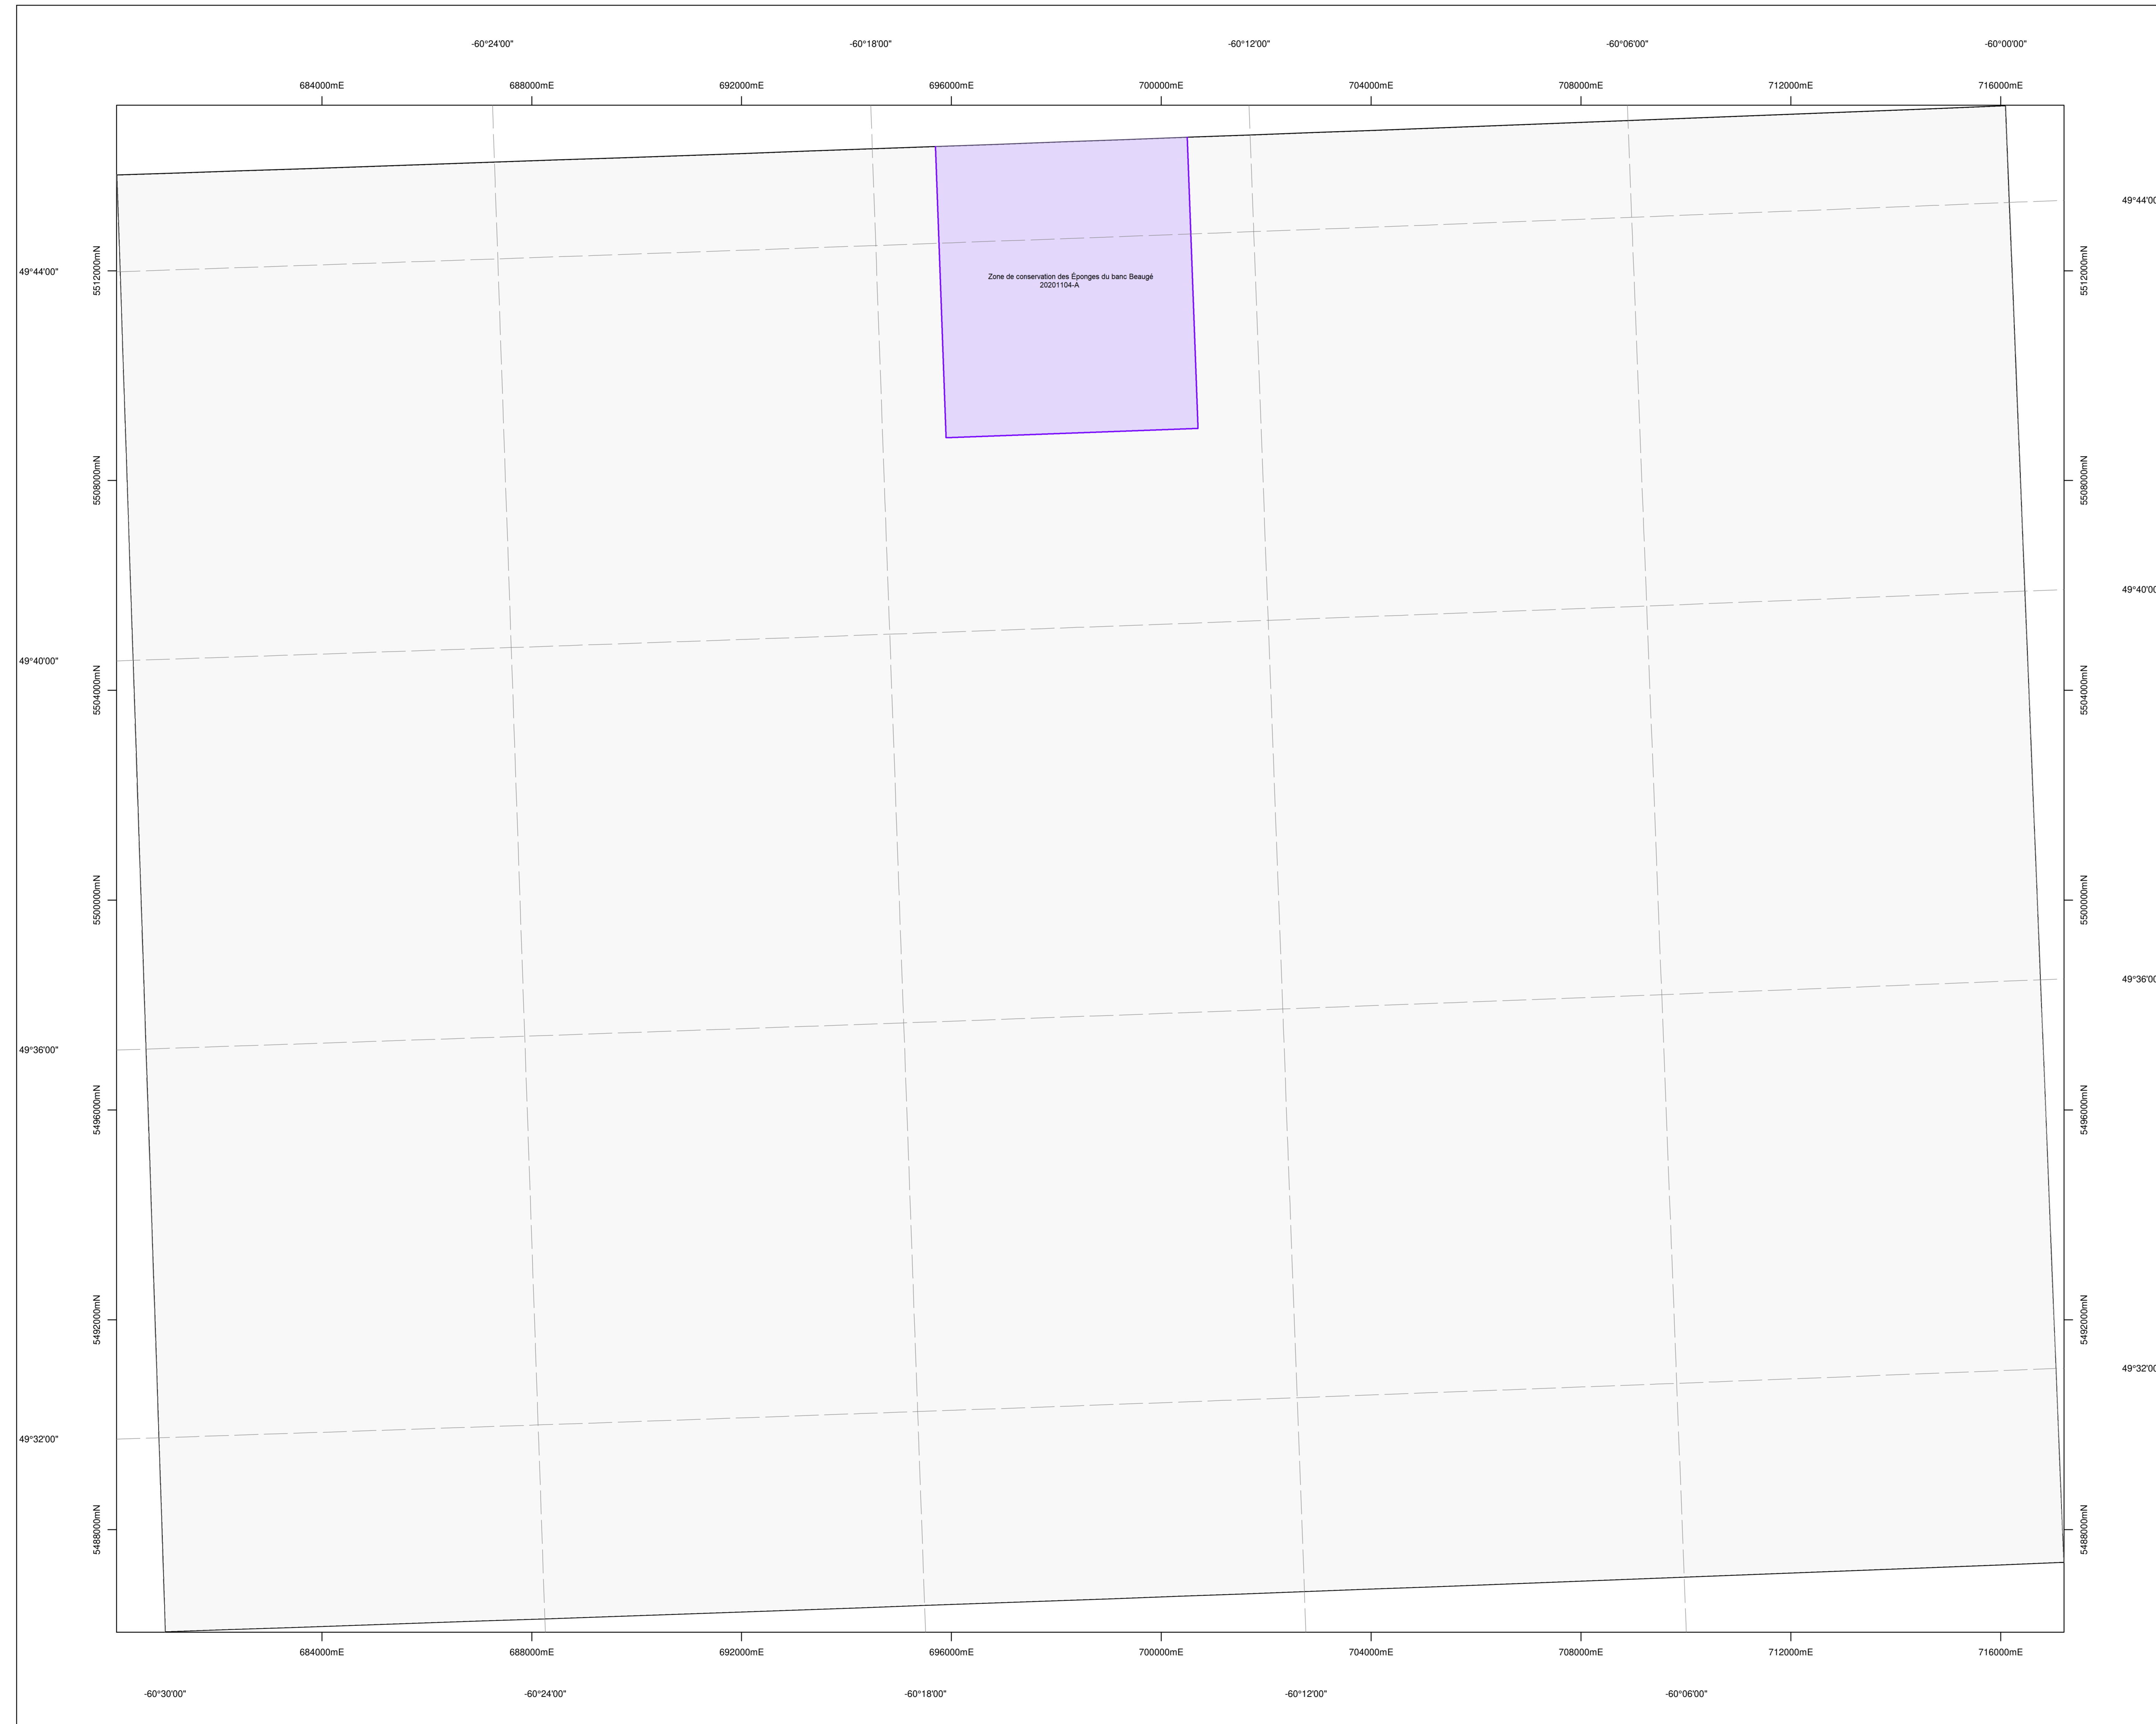 -60°24'00" -60°18'00" -60°12'00" -60°06'00" -60°00'00"
684000mE 688000mE 692000mE 696000mE 700000mE 704000mE 708000mE 712000mE 716000mE
49°44'00"
49°44'00
5512000mN
5512000mN
Zone de conservation des Éponges du banc Beaugé
20201104-A
5508000mN
5508000mN
49°40'00"
49°40'00
5504000mN
5504000mN
5500000mN
5500000mN
49°36'00"
49°36'00
5496000mN
5496000mN
5492000mN
5492000mN
49°32'00"
49°32'00
5488000mN
5488000mN
684000mE 688000mE 692000mE 696000mE 700000mE 704000mE 708000mE 712000mE 716000mE
-60°30'00" -60°24'00" -60°18'00" -60°12'00" -60°06'00"